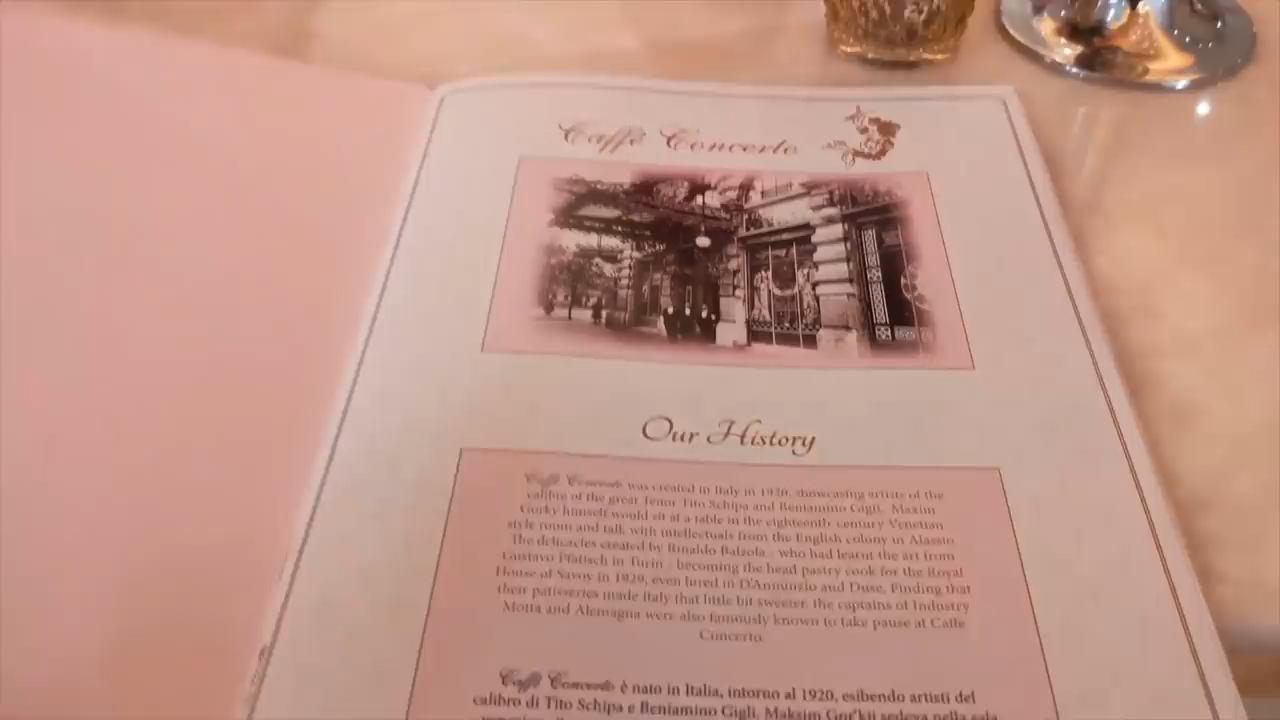 Caffè Concerto
Our History
Caffè Concerto was created in Italy in 1920, showcasing artists of the
calibre of the great Tenor Tito Schipa and Beniamino Gigli. Maxim
Gorky himself would sit at a table in the eighteenth century Venetian
style room and talk with intellectuals from the English colony in Alassio.
The delicacies created by Rinaldo Balzola - who had learnt the art from
Gustavo Pfatisch in Turin - becoming the head pastry cook for the Royal
House of Savoy in 1929, even lured in D'Annunzio and Duse. Finding that
their patisseries made Italy that little bit sweeter, the captains of Industry
Motta and Alemagna were also famously known to take pause at Caffe
Concerto.
Caffè Concerto è nato in Italia, intorno al 1920, esibendo artisti del
calibro di Tito Schipa e Beniamino Gigli. Maksim Gor'kij sedeva nella sala